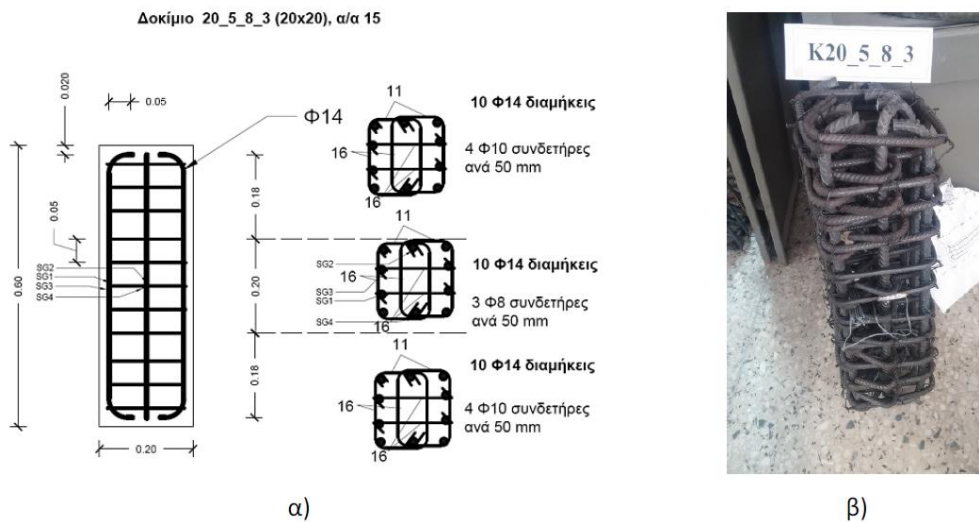 Δοκίμιο 20_5_8_3 (20x20), α/α 15
0.020
0.05
Φ14
0.05
0.60
SG2
SG1
SG3
SG4
0.20
0.18
0.20
0.18
11
10 Φ14 διαμήκεις
16
4 Φ10 συνδετήρες
ανά 50 mm
16
11
SG2
10 Φ14 διαμήκεις
16
SG3
SG1
3 Φ8 συνδετήρες
ανά 50 mm
SG4
16
11
10 Φ14 διαμήκεις
16
4 Φ10 συνδετήρες
ανά 50 mm
16
K20_5_8_3
α)
β)